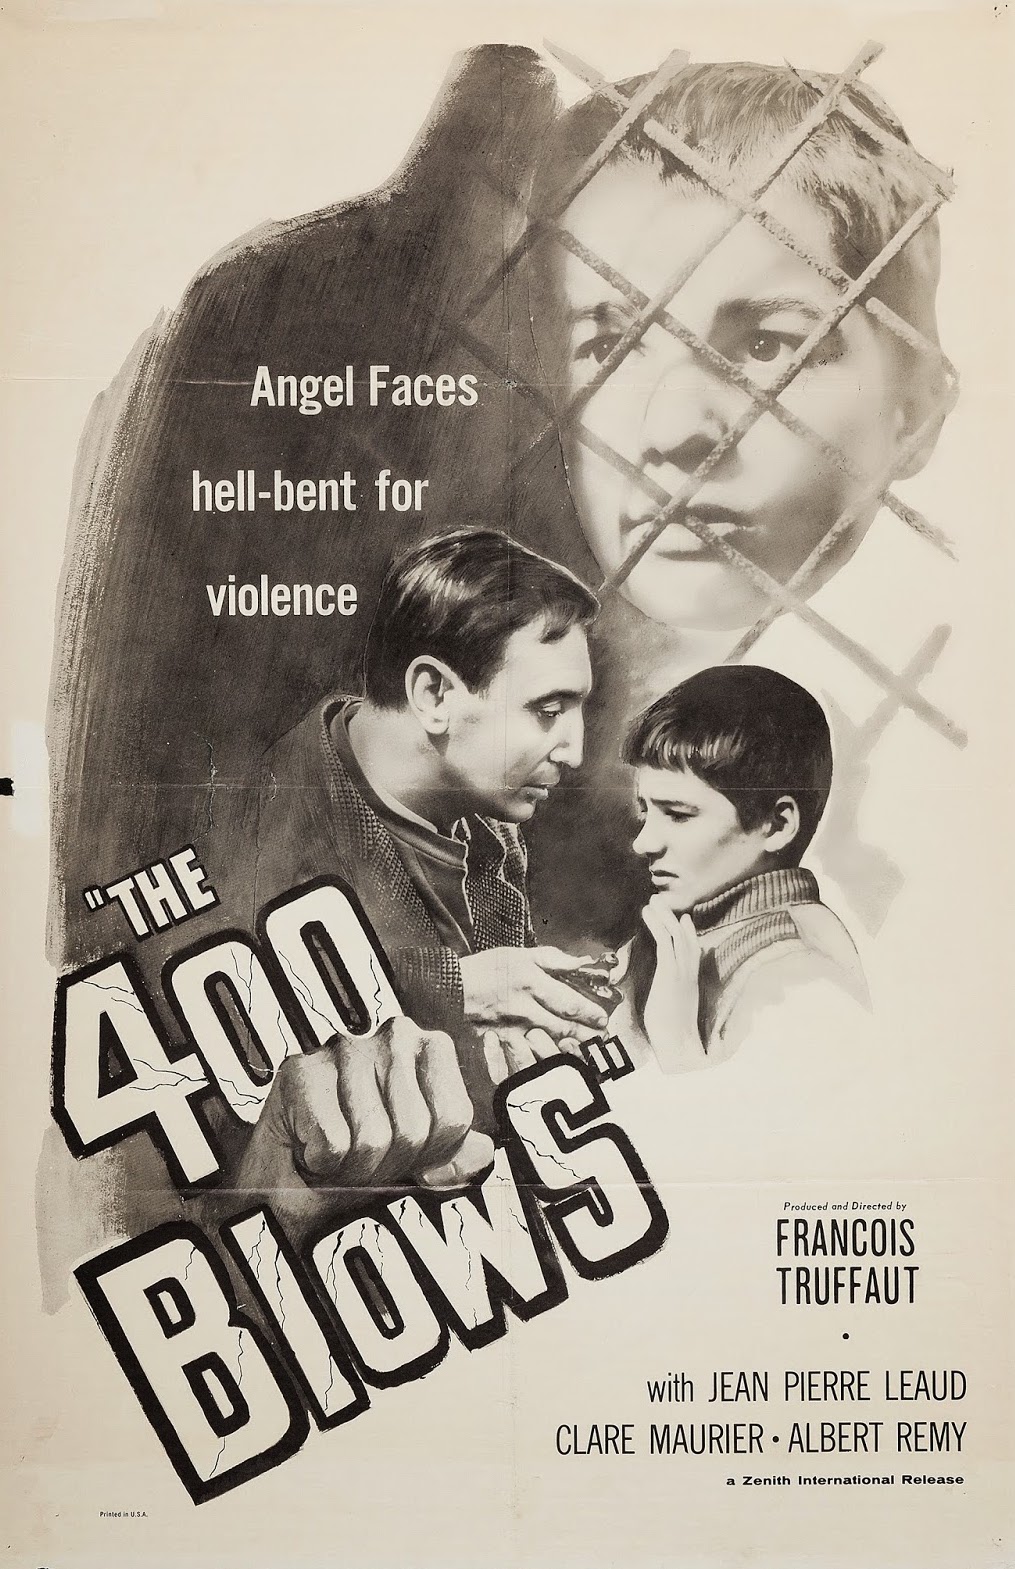 Angel Faces
hell-bent for
violence
"THE
400
BlowS"
Produced and Directed by
FRANCOIS
TRUFFAUT
•
with JEAN PIERRE LEAUD
CLARE MAURIER • ALBERT REMY
a Zenith International Release
Printed in U.S.A.